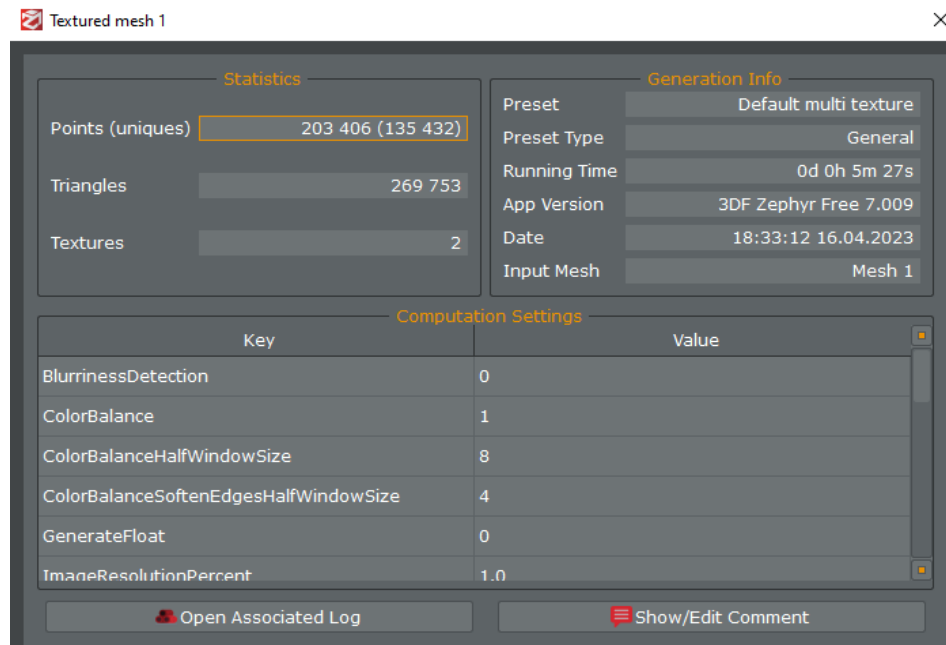 Textured mesh 1
Statistics
Points (uniques) 203 406 (135 432)
Triangles 269 753
Textures 2
Generation Info
Preset Default multi texture
Preset Type General
Running Time 0d 0h 5m 27s
App Version 3DF Zephyr Free 7.009
Date 18:33:12 16.04.2023
Input Mesh Mesh 1
Computation Settings
Key Value
BlurrinessDetection 0
ColorBalance 1
ColorBalanceHalfWindowSize 8
ColorBalanceSoftenEdgesHalfWindowSize 4
GenerateFloat 0
ImageResolutionPercent 1.0
Open Associated Log
Show/Edit Comment